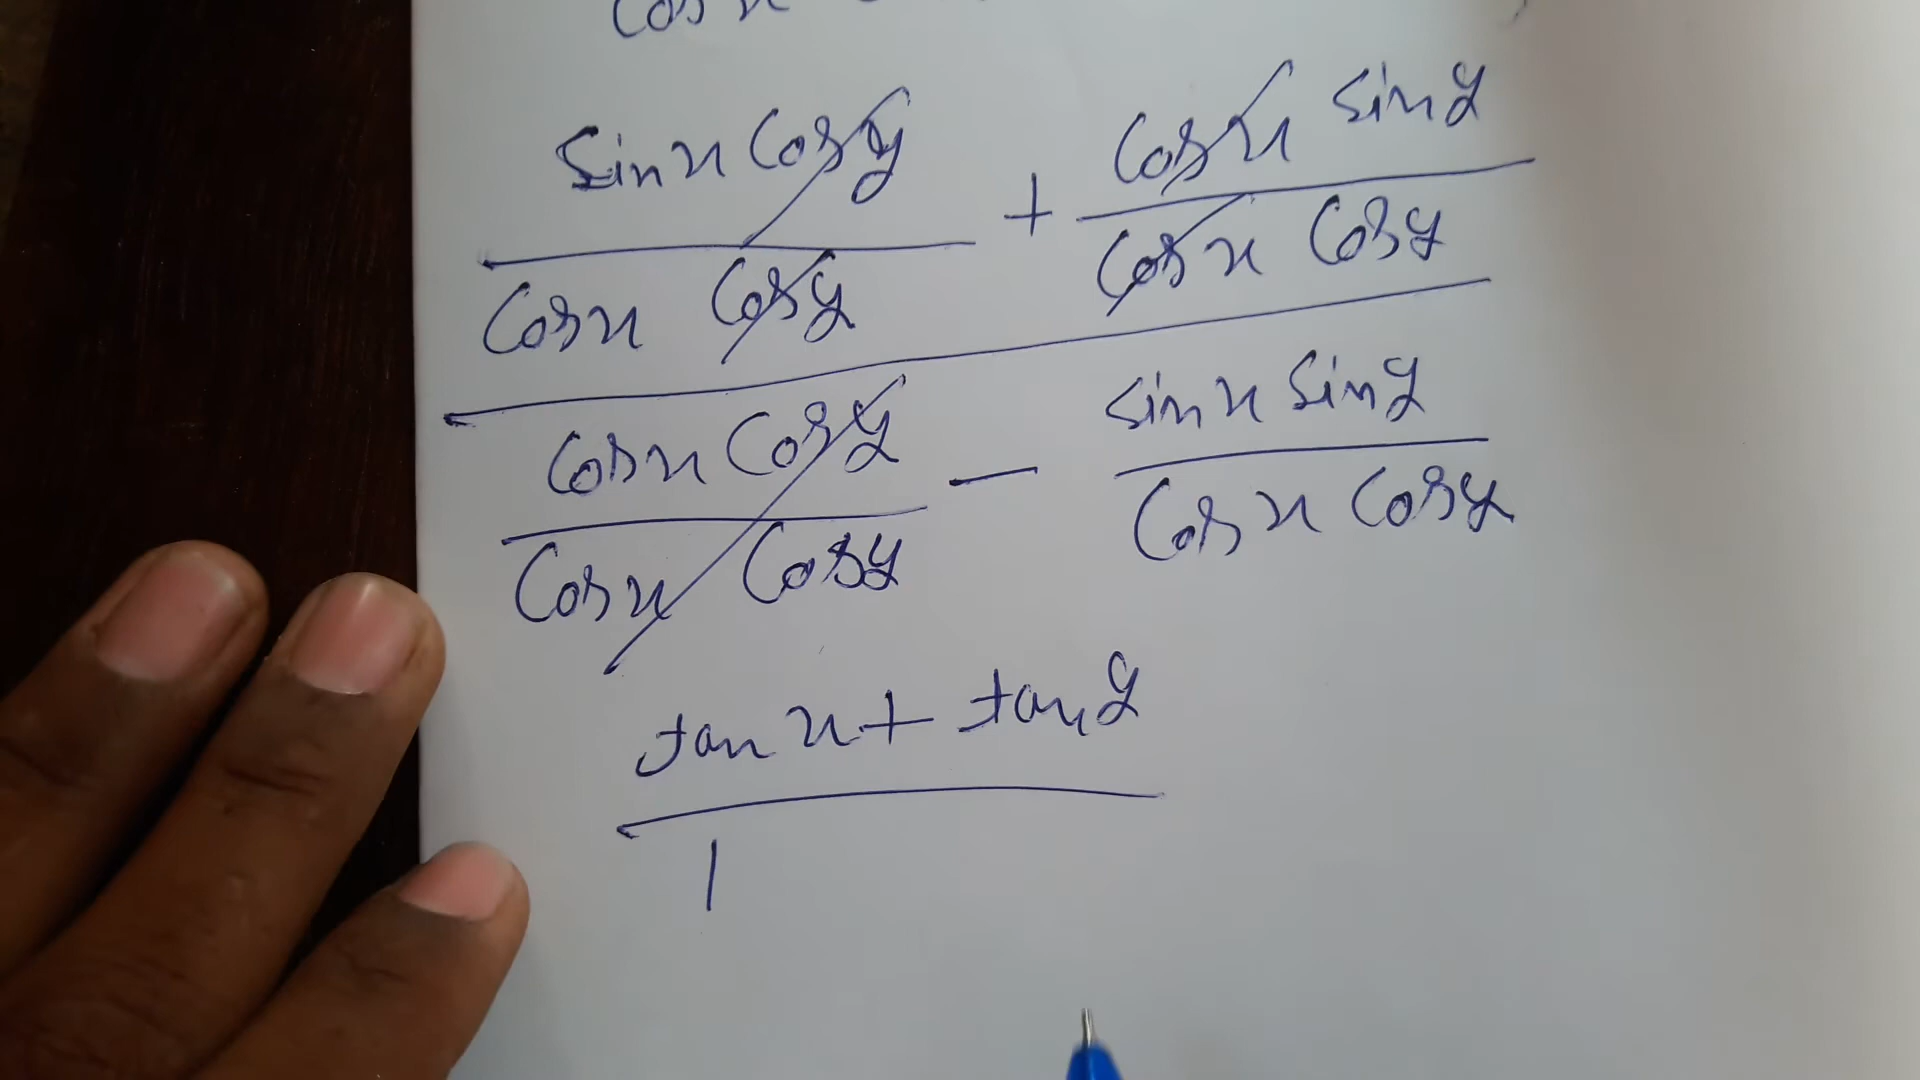 Cos x
Sin x Cos y + Cos x Sin y
Cos x Cos y Cos x Cos y
Cos x Cos y - Sin x Sin y
Cos x Cos y Cos x Cos y
tan x + tan y
1